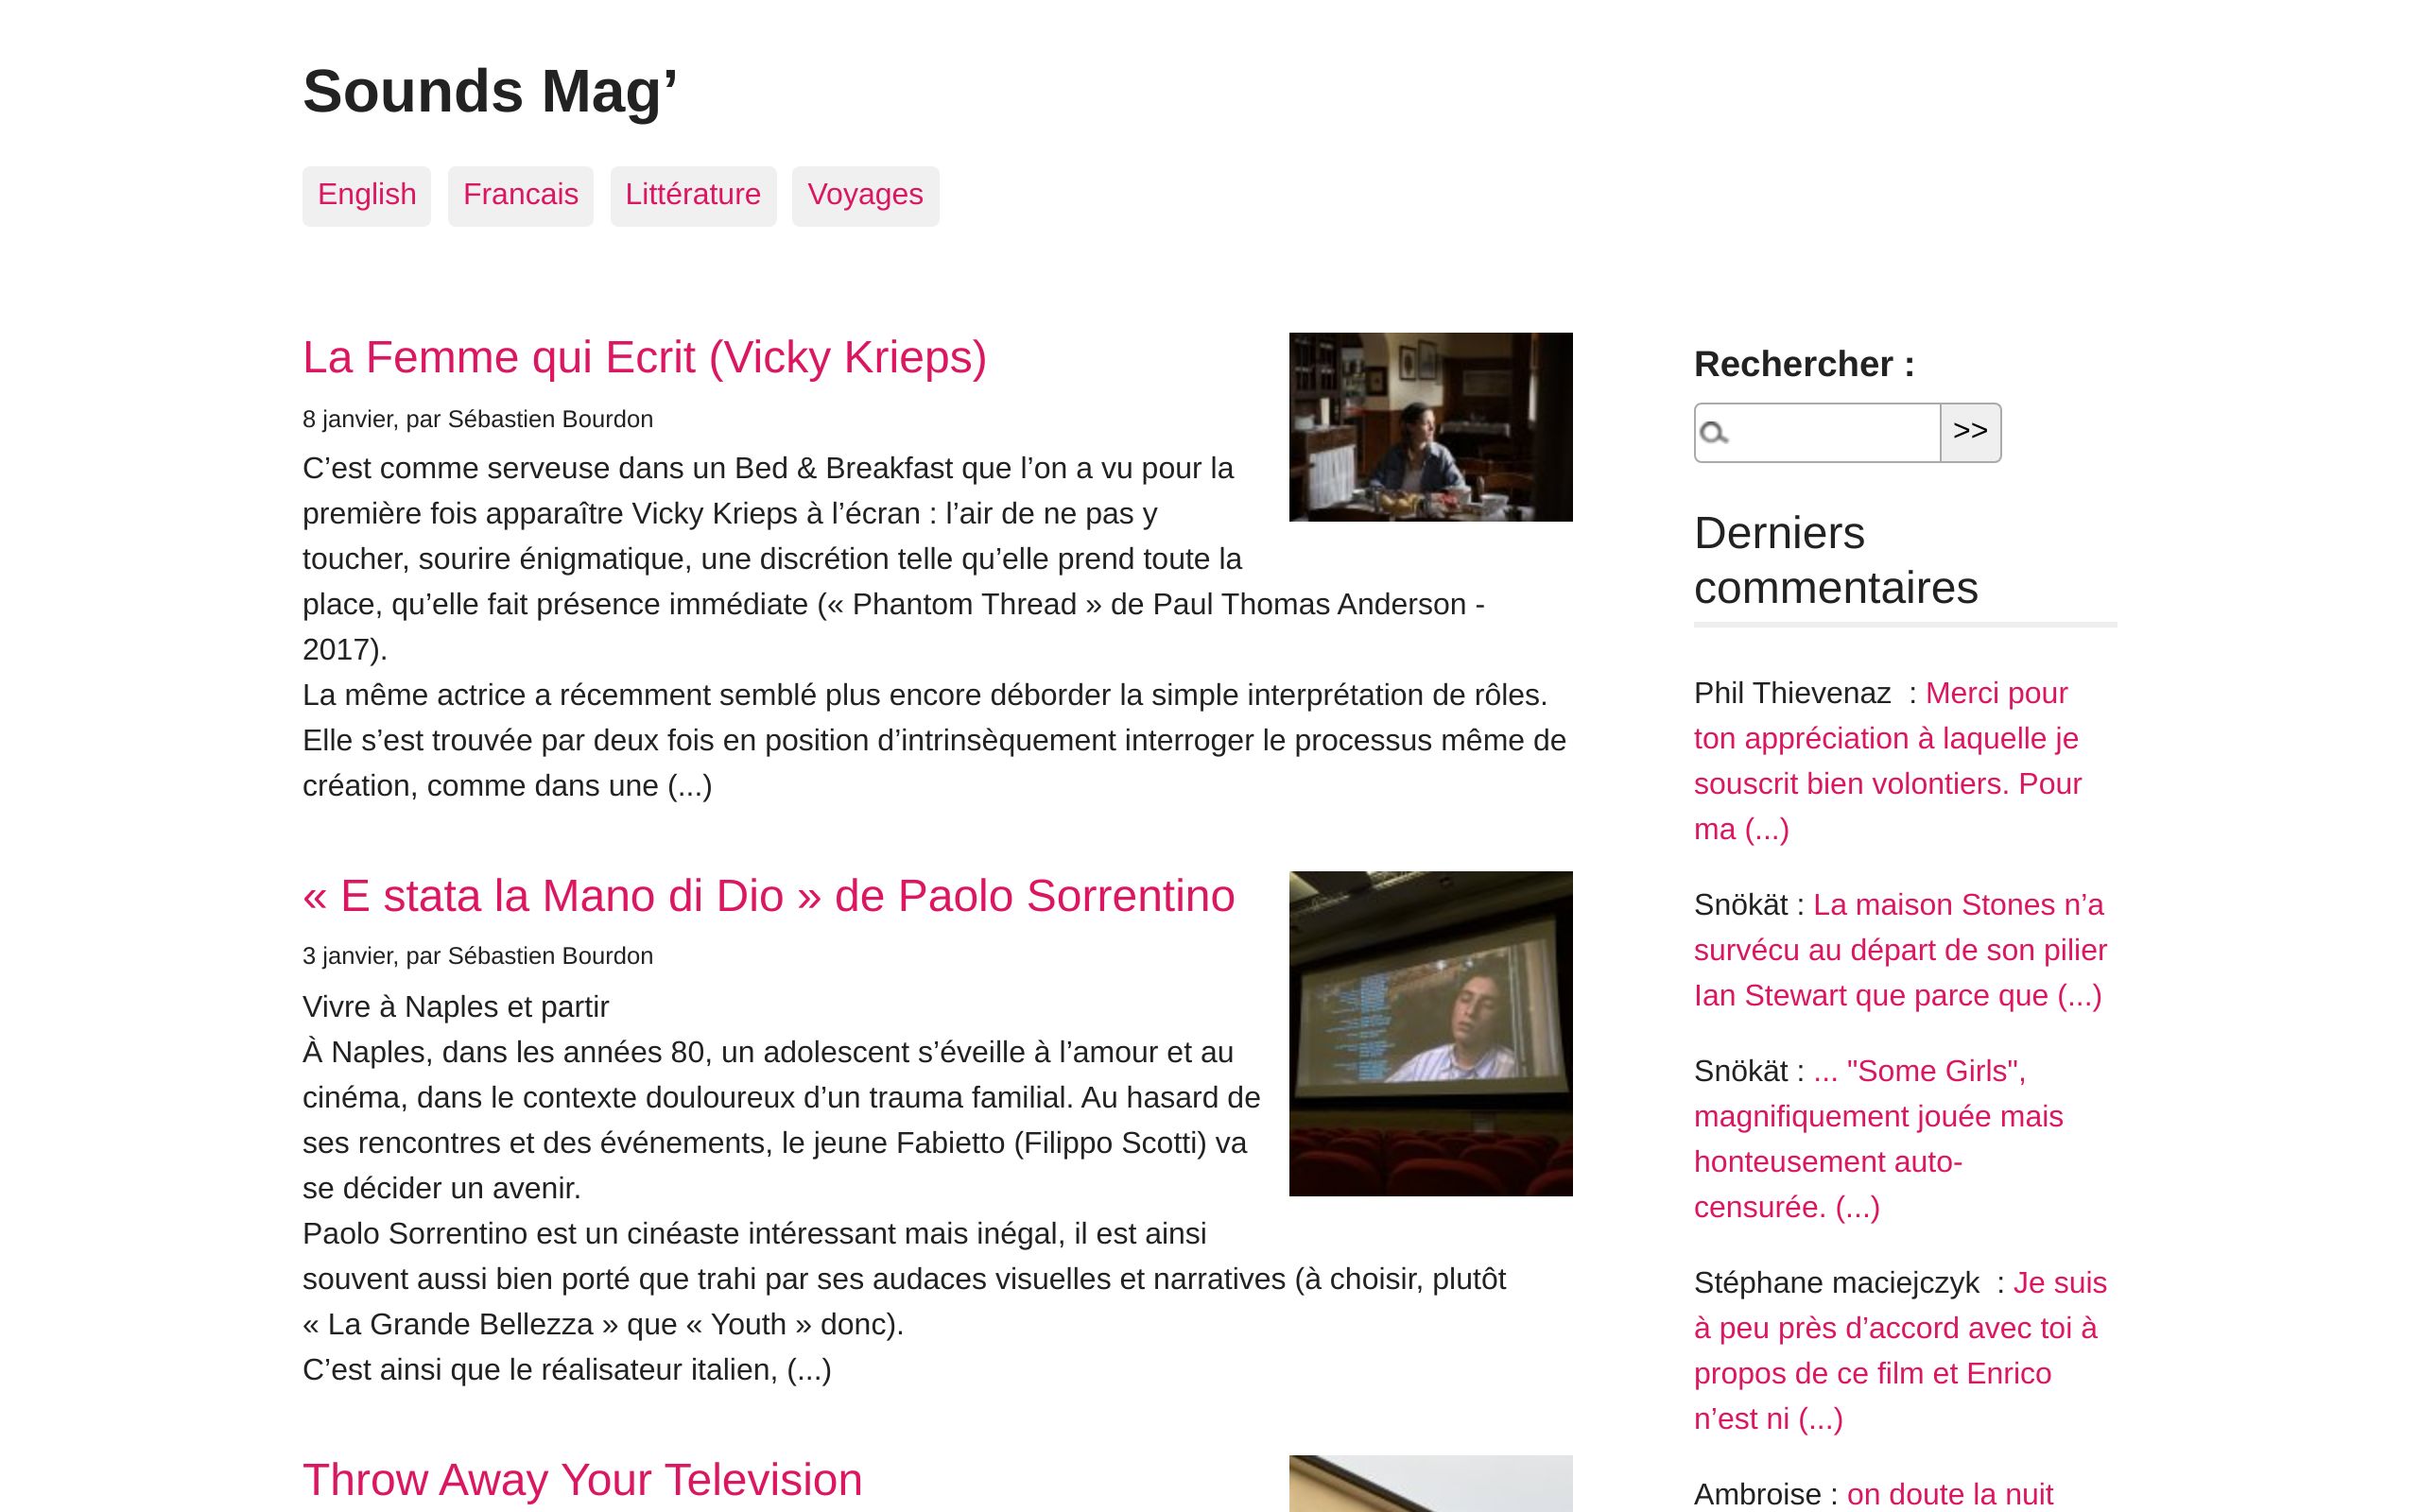 Sounds Mag’
English Francais Littérature Voyages
La Femme qui Ecrit (Vicky Krieps)
8 janvier, par Sébastien Bourdon
C’est comme serveuse dans un Bed & Breakfast que l’on a vu pour la
première fois apparaître Vicky Krieps à l’écran : l’air de ne pas y
toucher, sourire énigmatique, une discrétion telle qu’elle prend toute la
place, qu’elle fait présence immédiate (« Phantom Thread » de Paul Thomas Anderson -
2017).
La même actrice a récemment semblé plus encore déborder la simple interprétation de rôles.
Elle s’est trouvée par deux fois en position d’intrinsèquement interroger le processus même de
création, comme dans une (...)
« E stata la Mano di Dio » de Paolo Sorrentino
3 janvier, par Sébastien Bourdon
Vivre à Naples et partir
À Naples, dans les années 80, un adolescent s’éveille à l’amour et au
cinéma, dans le contexte douloureux d’un trauma familial. Au hasard de
ses rencontres et des événements, le jeune Fabietto (Filippo Scotti) va
se décider un avenir.
Paolo Sorrentino est un cinéaste intéressant mais inégal, il est ainsi
souvent aussi bien porté que trahi par ses audaces visuelles et narratives (à choisir, plutôt
« La Grande Bellezza » que « Youth » donc).
C’est ainsi que le réalisateur italien, (...)
Throw Away Your Television
Rechercher :
>>
Derniers
commentaires
Phil Thievenaz  : Merci pour
ton appréciation à laquelle je
souscrit bien volontiers. Pour
ma (...)
Snökät : La maison Stones n’a
survécu au départ de son pilier
Ian Stewart que parce que (...)
Snökät : ... "Some Girls",
magnifiquement jouée mais
honteusement auto-
censurée. (...)
Stéphane maciejczyk  : Je suis
à peu près d’accord avec toi à
propos de ce film et Enrico
n’est ni (...)
Ambroise : on doute la nuit